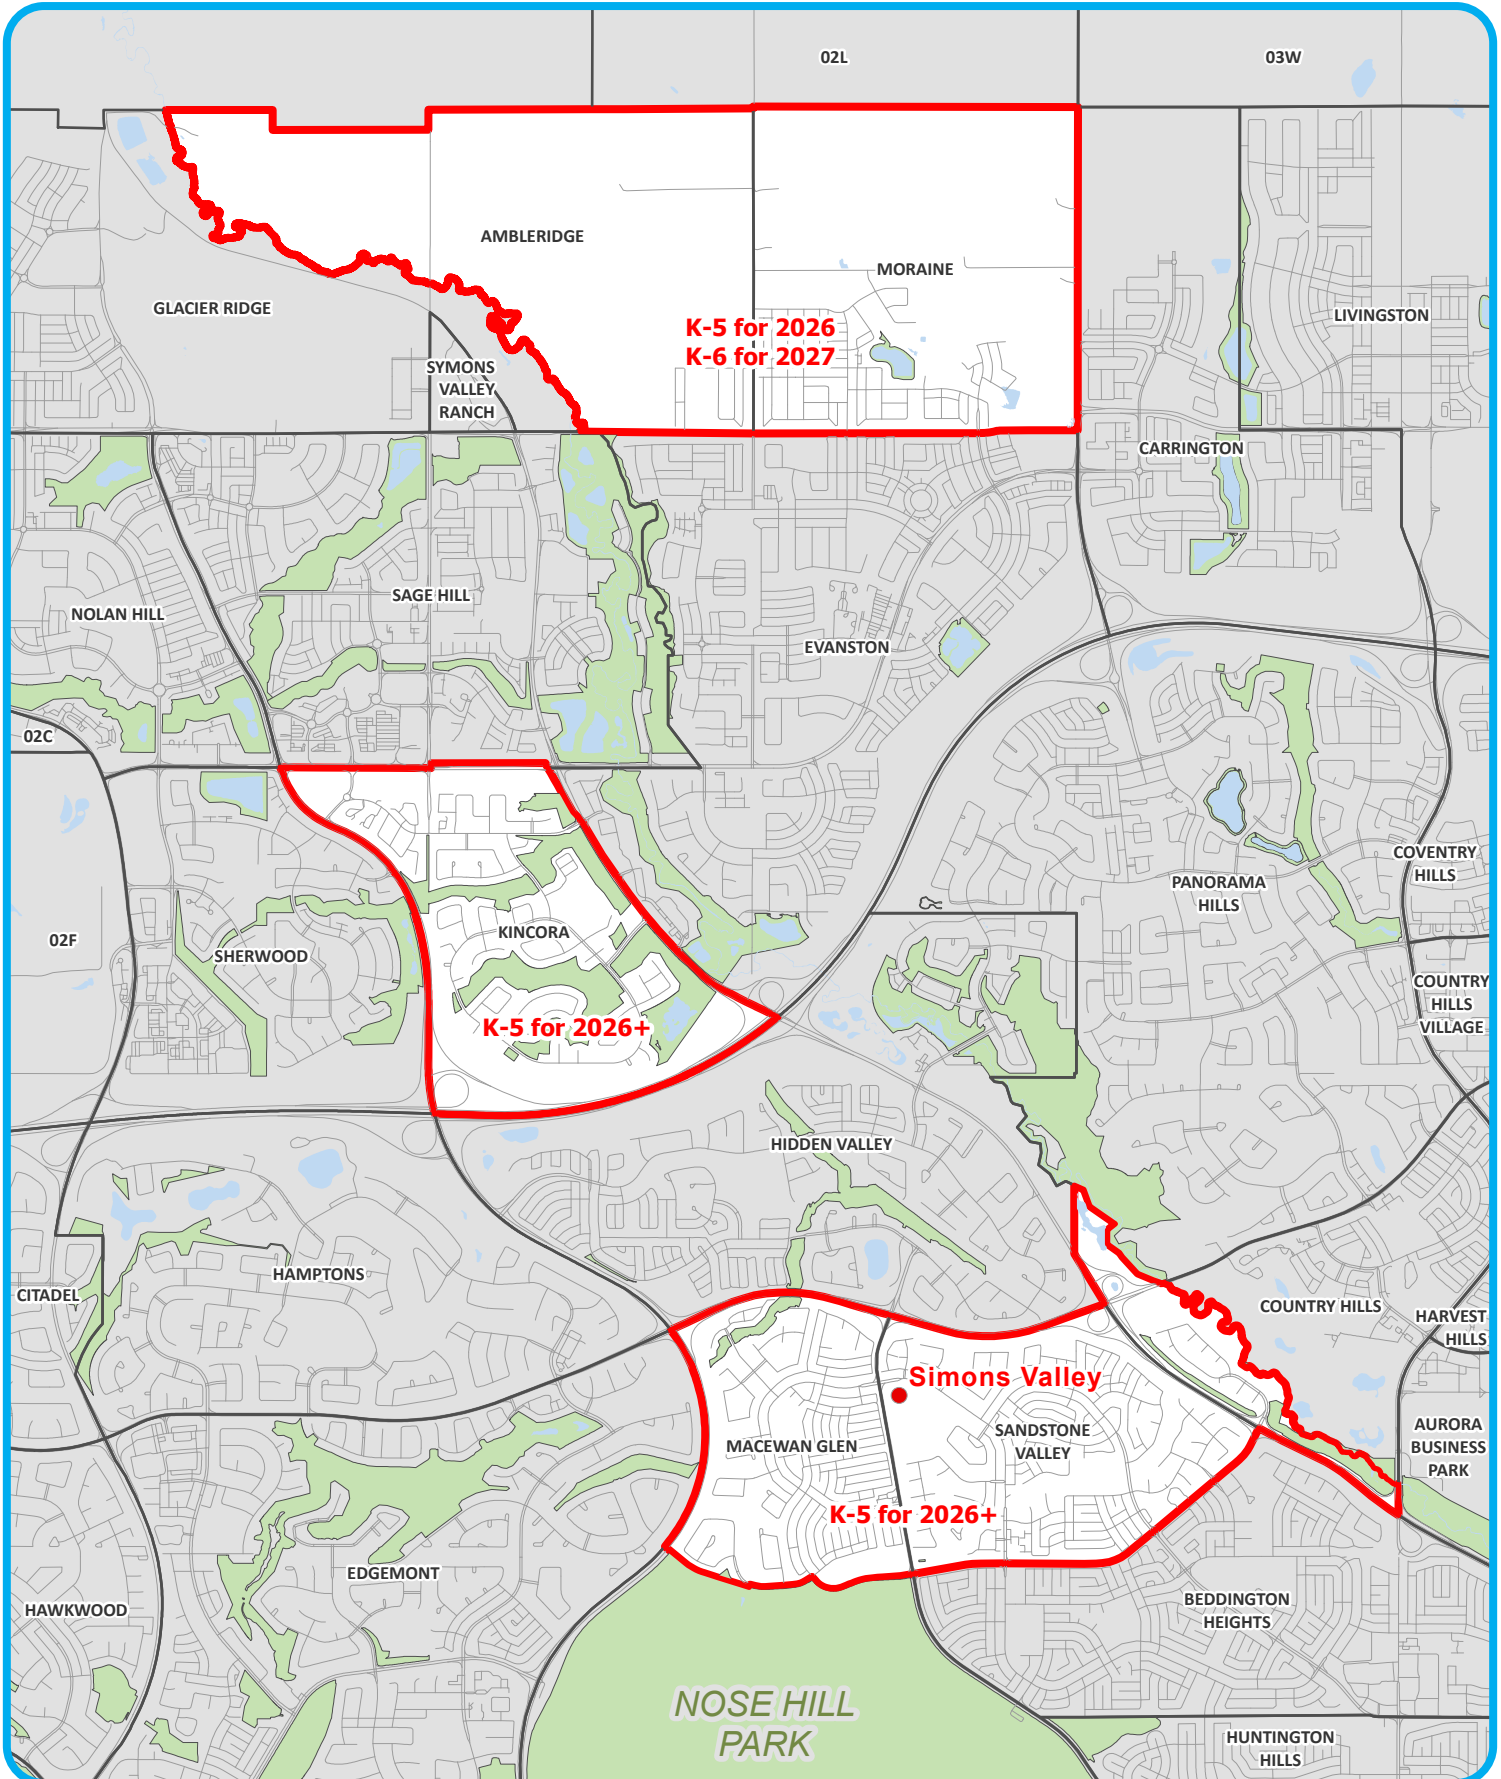 02L
03W
AMBLERIDGE
MORAINE
GLACIER RIDGE
LIVINGSTON
K-5 for 2026
K-6 for 2027
SYMONS
VALLEY
RANCH
CARRINGTON
SAGE HILL
NOLAN HILL
EVANSTON
02C
COVENTRY
HILLS
PANORAMA
HILLS
KINCORA
02F
SHERWOOD
COUNTRY
HILLS
VILLAGE
K-5 for 2026+
HIDDEN VALLEY
HAMPTONS
CITADEL
COUNTRY HILLS
HARVEST
HILLS
Simons Valley
SANDSTONE
VALLEY
MACEWAN GLEN
AURORA
BUSINESS
PARK
K-5 for 2026+
EDGEMONT
HAWKWOOD
BEDDINGTON
HEIGHTS
NOSE HILL
PARK
HUNTINGTON
HILLS